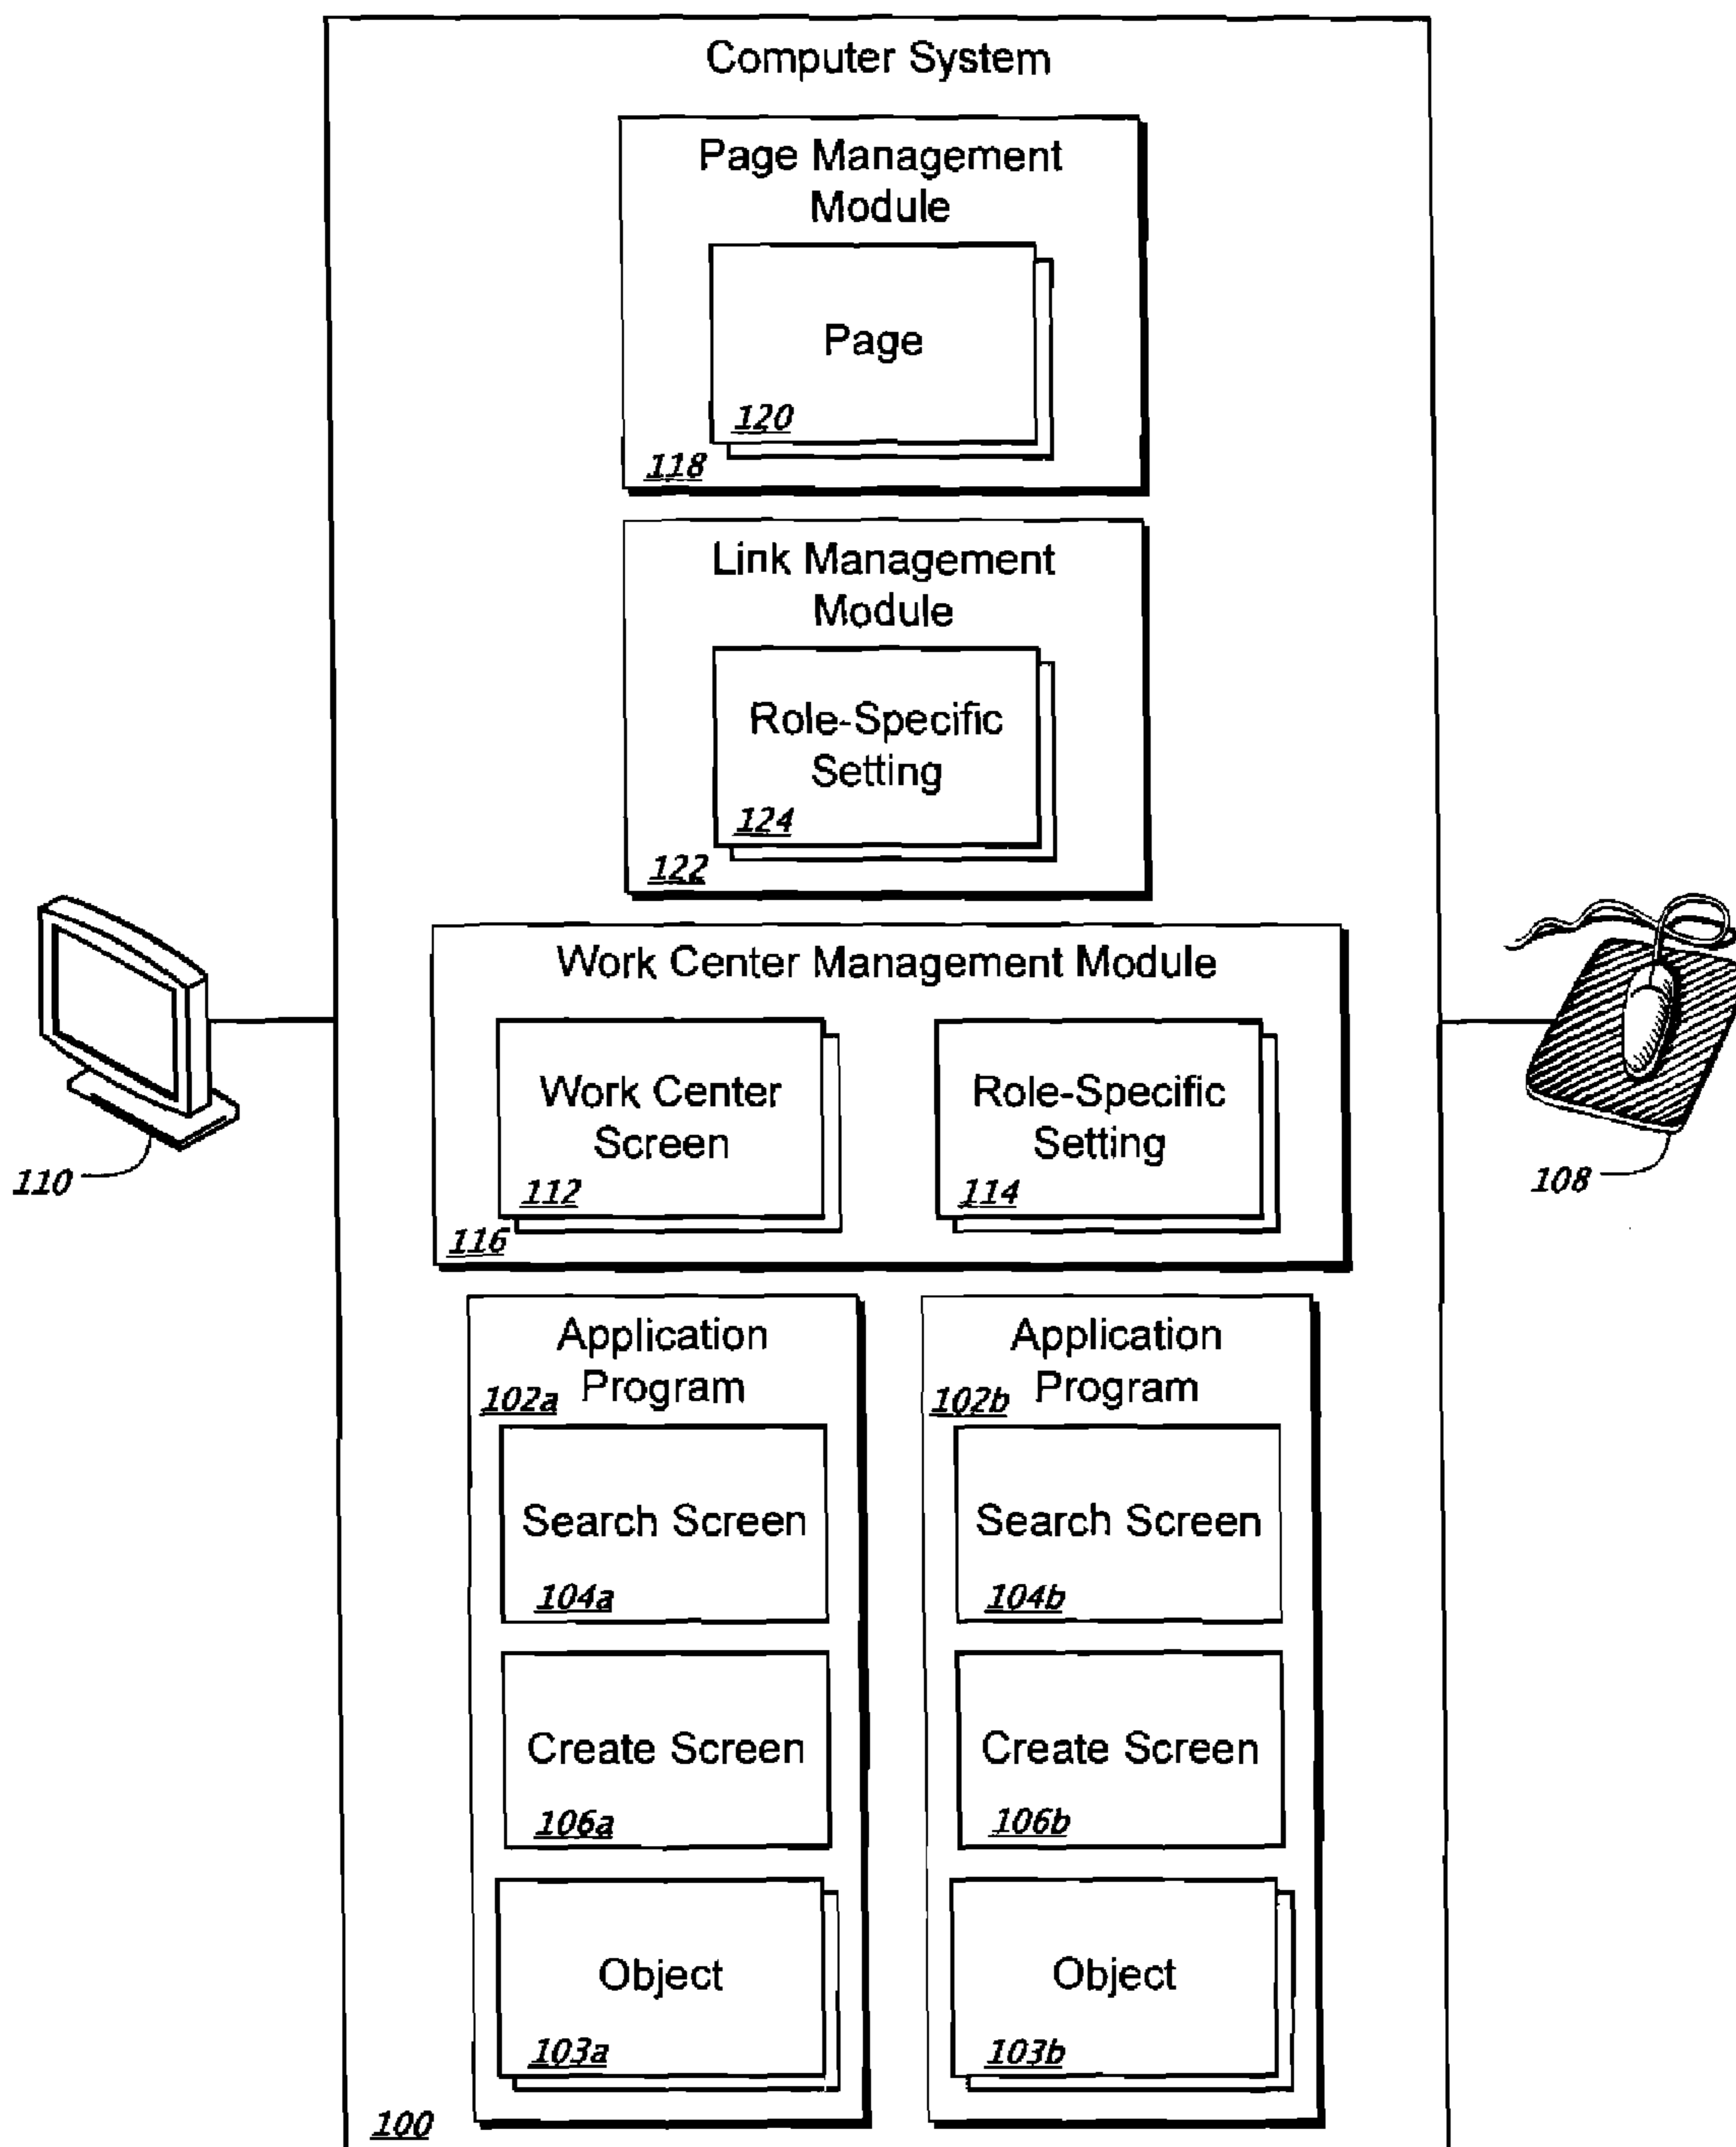 Computer System
Page Management
Module
Page
120
118
Link Management
Module
Role-Specific
Setting
124
122
Work Center Management Module
Work Center
Screen
112
Role-Specific
Setting
114
116
110
108
Application
Program
102a
Search Screen
104a
Create Screen
106a
Object
103a
Application
Program
102b
Search Screen
104b
Create Screen
106b
Object
103b
100